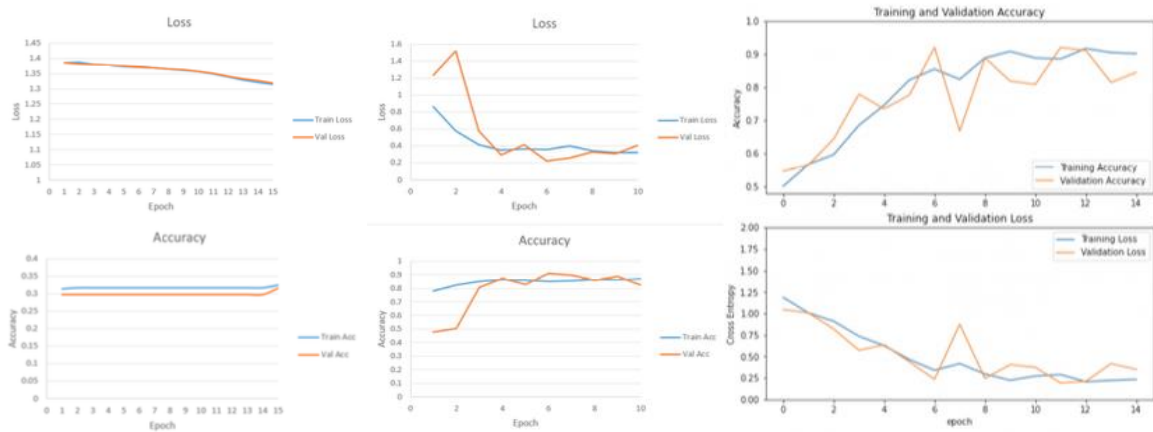 Loss
1.45
1.4
1.35
1.3
1.25
1.2
1.15
1.1
1.05
1
1 2 3 4 5 6 7 8 9 10 11 12 13 14 15
Loss
Epoch
Train Loss
Val Loss
Loss
1.6
1.4
1.2
1
0.8
0.6
0.4
0.2
0
0 2 4 6 8 10
Loss
Epoch
Train Loss
Val Loss
Training and Validation Accuracy
1.0
0.9
0.8
0.7
0.6
0.5
0 2 4 6 8 10 12 14
Accuracy
Training Accuracy
Validation Accuracy
Accuracy
0.4
0.35
0.3
0.25
0.2
0.15
0.1
0.05
0
1 2 3 4 5 6 7 8 9 10 11 12 13 14 15
Accuracy
Epoch
Train Acc
Val Acc
Accuracy
1
0.9
0.8
0.7
0.6
0.5
0.4
0.3
0.2
0.1
0
0 2 4 6 8 10
Accuracy
Epoch
Train Acc
Val Acc
Training and Validation Loss
2.00
1.75
1.50
1.25
1.00
0.75
0.50
0.25
0.00
0 2 4 6 8 10 12 14
Cross Entropy
epoch
Training Loss
Validation Loss